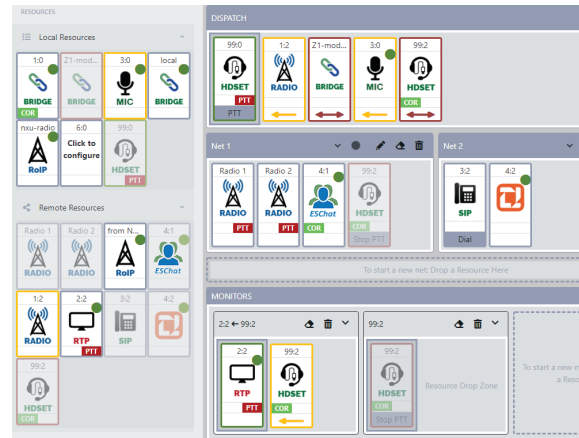 RESOURCES
Local Resources
1:0
Z1-mod...
3:0
local
BRIDGE
BRIDGE
MIC
BRIDGE
COR
nxu-radio
6:0
99:0
Click to
configure
RoIP
HDSET
PTT
Remote Resources
Radio 1
Radio 2
from N...
4:1
RADIO
RADIO
RoIP
ESChat
1:2
2:2
3:2
4:2
RADIO
RTP
SIP
PTT
99:2
HDSET
COR
DISPATCH
99:0
1:2
Z1-mod...
3:0
99:2
HDSET
RADIO
BRIDGE
MIC
HDSET
PTT
COR
PTT
Net 1
Radio 1
Radio 2
4:1
99:2
RADIO
RADIO
ESChat
HDSET
PTT
PTT
COR
COR
Stop PTT
Net 2
3:2
4:2
SIP
Dial
To start a new net: Drop a Resource Here
MONITORS
2:2 ← 99:2
2:2
99:2
RTP
HDSET
PTT
COR
99:2
99:2
HDSET
COR
Stop PTT
Resource Drop Zone
To start a new m
a Reso